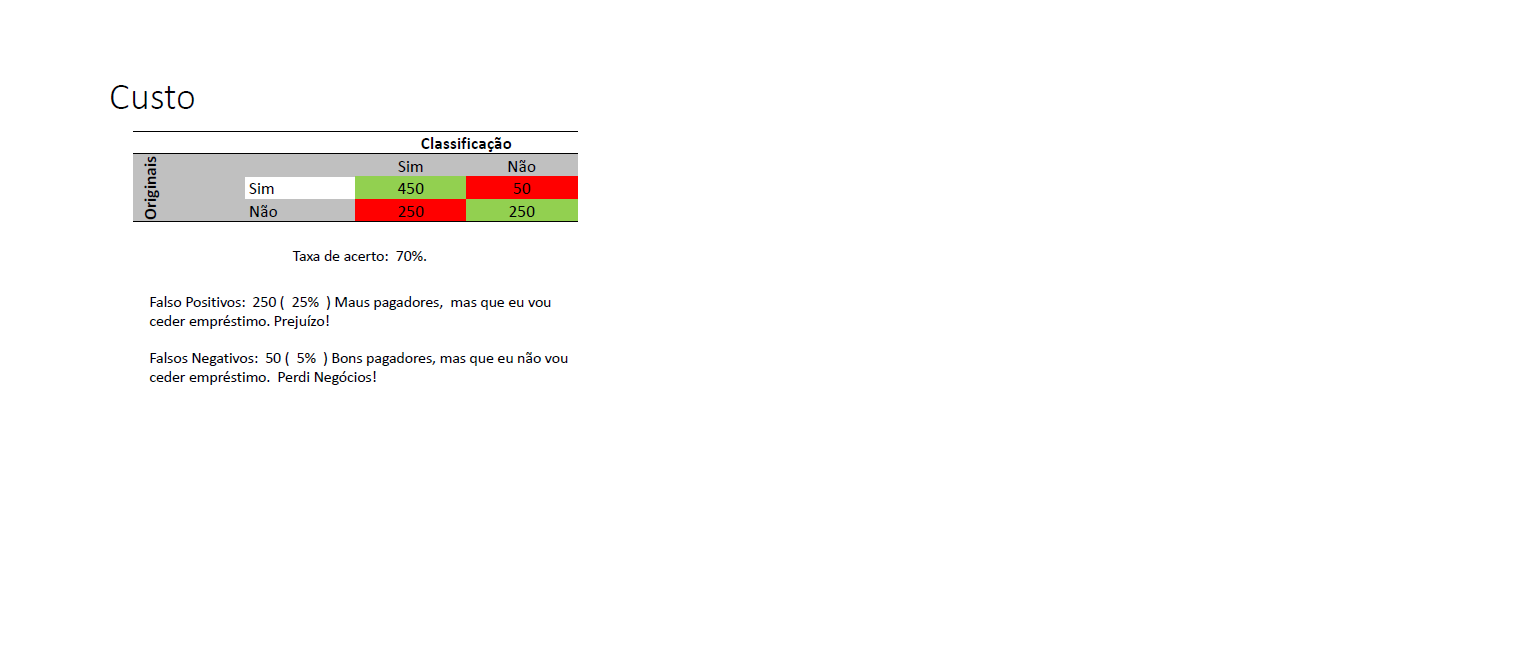 Custo
Classificação
Originais
Sim Não
Sim 450 50
Não 250 250
Taxa de acerto: 70%.
Falso Positivos: 250 ( 25% ) Maus pagadores, mas que eu vou
ceder empréstimo. Prejuízo!
Falsos Negativos: 50 ( 5% ) Bons pagadores, mas que eu não vou
ceder empréstimo. Perdi Negócios!